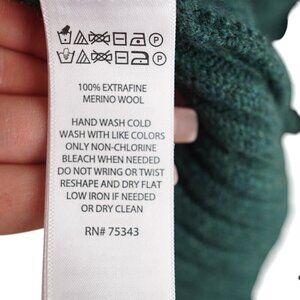 100% EXTRAFINE
MERINO WOOL
HAND WASH COLD
WASH WITH LIKE COLORS
ONLY NON-CHLORINE
BLEACH WHEN NEEDED
DO NOT WRING OR TWIST
RESHAPE AND DRY FLAT
LOW IRON IF NEEDED
OR DRY CLEAN
RN# 75343